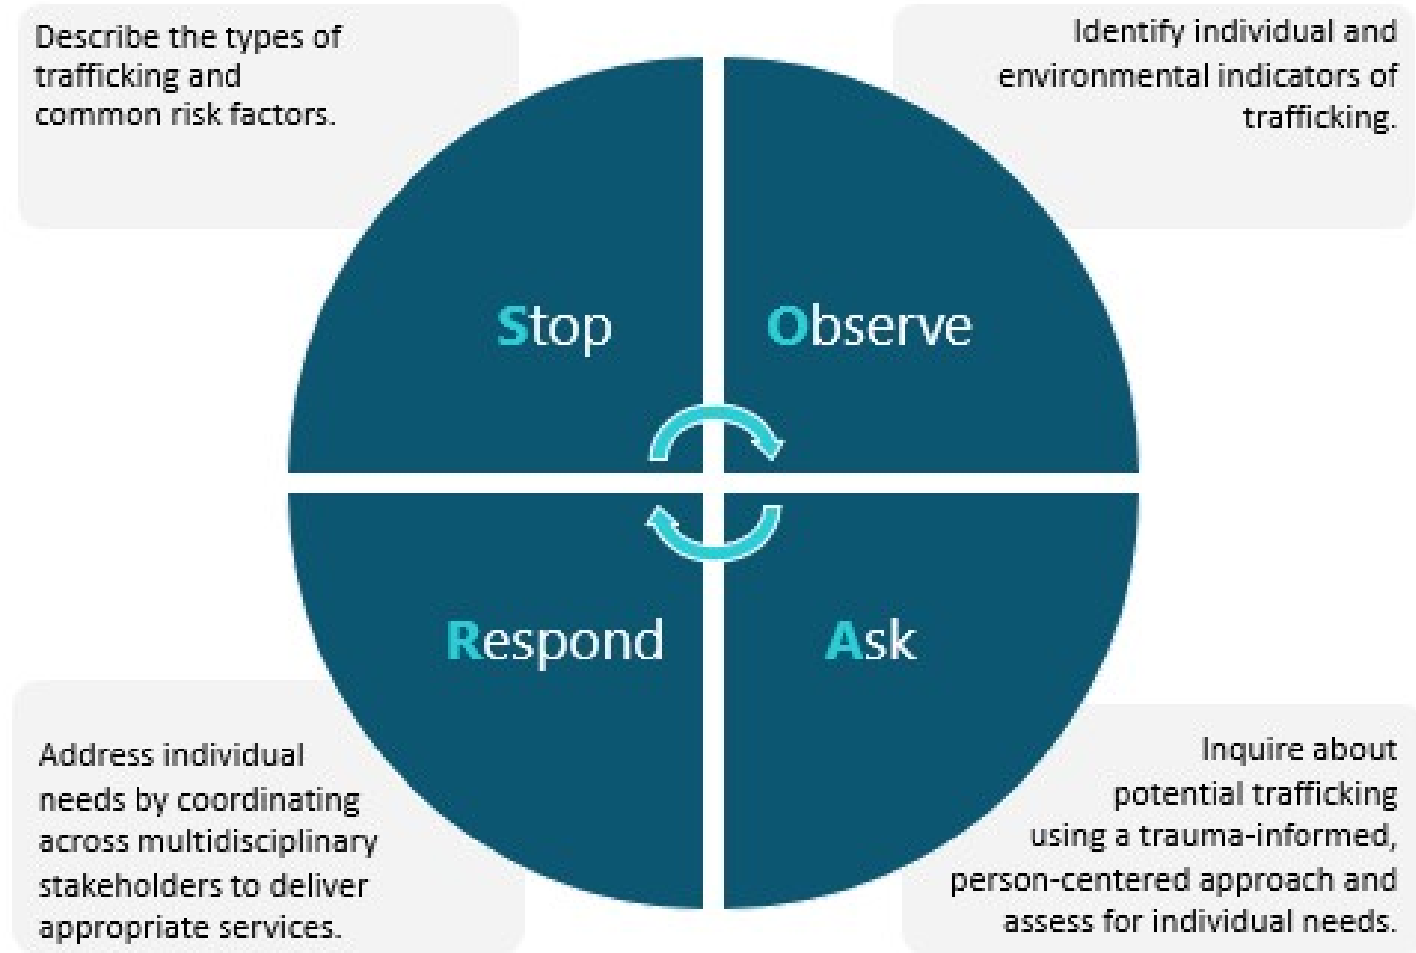 Describe the types of
trafficking and
common risk factors.
Identify individual and
environmental indicators of
trafficking.
Stop
Observe
Respond
Ask
Address individual
needs by coordinating
across multidisciplinary
stakeholders to deliver
appropriate services.
Inquire about
potential trafficking
using a trauma-informed,
person-centered approach and
assess for individual needs.